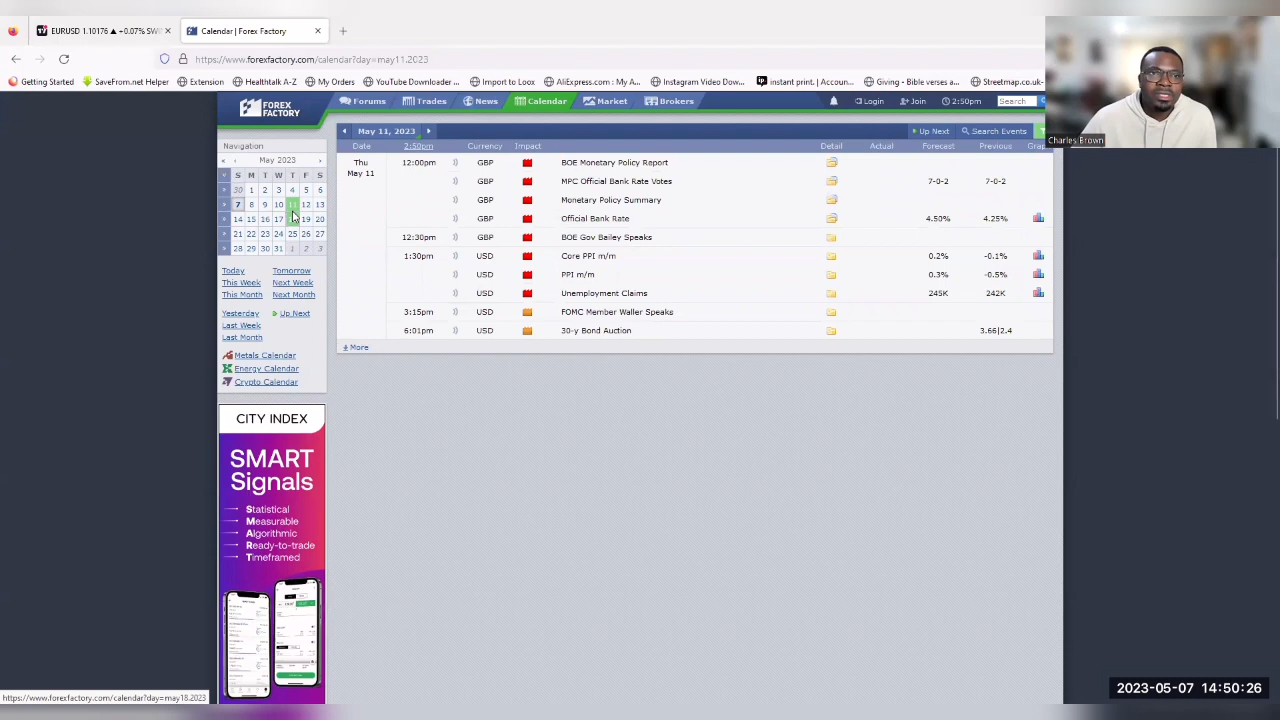 EURUSD 1.10176 ▲ +0.07% SW
Calendar | Forex Factory
https://www.forexfactory.com/calendar?day=may11.2023
Getting Started SaveFrom.net Helper Extension Healthtalk A-Z My Orders YouTube Downloader ... Import to Loox AliExpress.com : My A... Instagram Video Dow... instant print | Accoun... Giving - Bible verses a... Streetmap.co.uk-
FOREX
FACTORY
Forums Trades News Calendar Market Brokers Login Join 2:50pm Search
Charles Brown
Navigation
« ‹ May 2023 ›
S M T W T F S
» 30 1 2 3 4 5 6
» 7 8 9 10 11 12 13
» 14 15 16 17 19 20
» 21 22 23 24 25 26 27
» 28 29 30 31 1 2 3
Today Tomorrow
This Week Next Week
This Month Next Month
Yesterday Up Next
Last Week
Last Month
Metals Calendar
Energy Calendar
Crypto Calendar
May 11, 2023 Up Next Search Events
Date 2:50pm Currency Impact Detail Actual Forecast Previous Grap
May 11
12:00pm GBP BOE Monetary Policy Report
GBP MPC Official Bank Rate Votes 7-0-2 7-0-2
GBP Monetary Policy Summary
GBP Official Bank Rate 4.50% 4.25%
12:30pm GBP BOE Gov Bailey Speaks
1:30pm USD Core PPI m/m 0.2% -0.1%
USD PPI m/m 0.3% -0.5%
USD Unemployment Claims 245K 242K
3:15pm USD FOMC Member Waller Speaks
6:01pm USD 30-y Bond Auction 3.66|2.4
More
CITY INDEX
SMART
Signals
Statistical
Measurable
Algorithmic
Ready-to-trade
Timeframed
https://www.forexfactory.com/calendar?day=may18.2023
2023-05-07 14:50:26